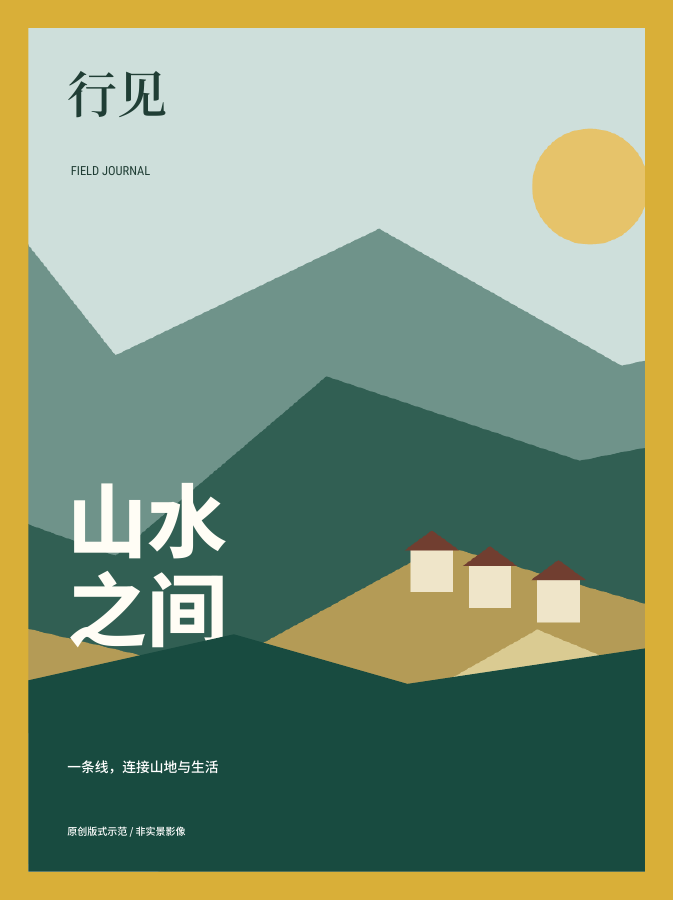 行见
FIELD JOURNAL
山水
之间
一条线，连接山地与生活
原创版式示范 / 非实景影像